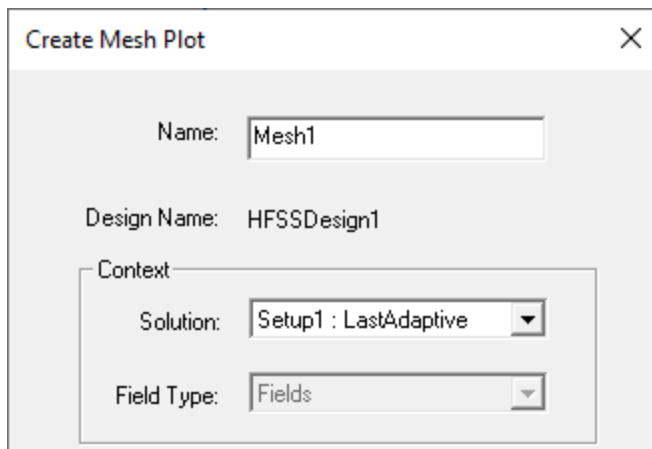 Create Mesh Plot
Name: Mesh1
Design Name: HFSSDesign1
Context
Solution: Setup1 : LastAdaptive
Field Type: Fields